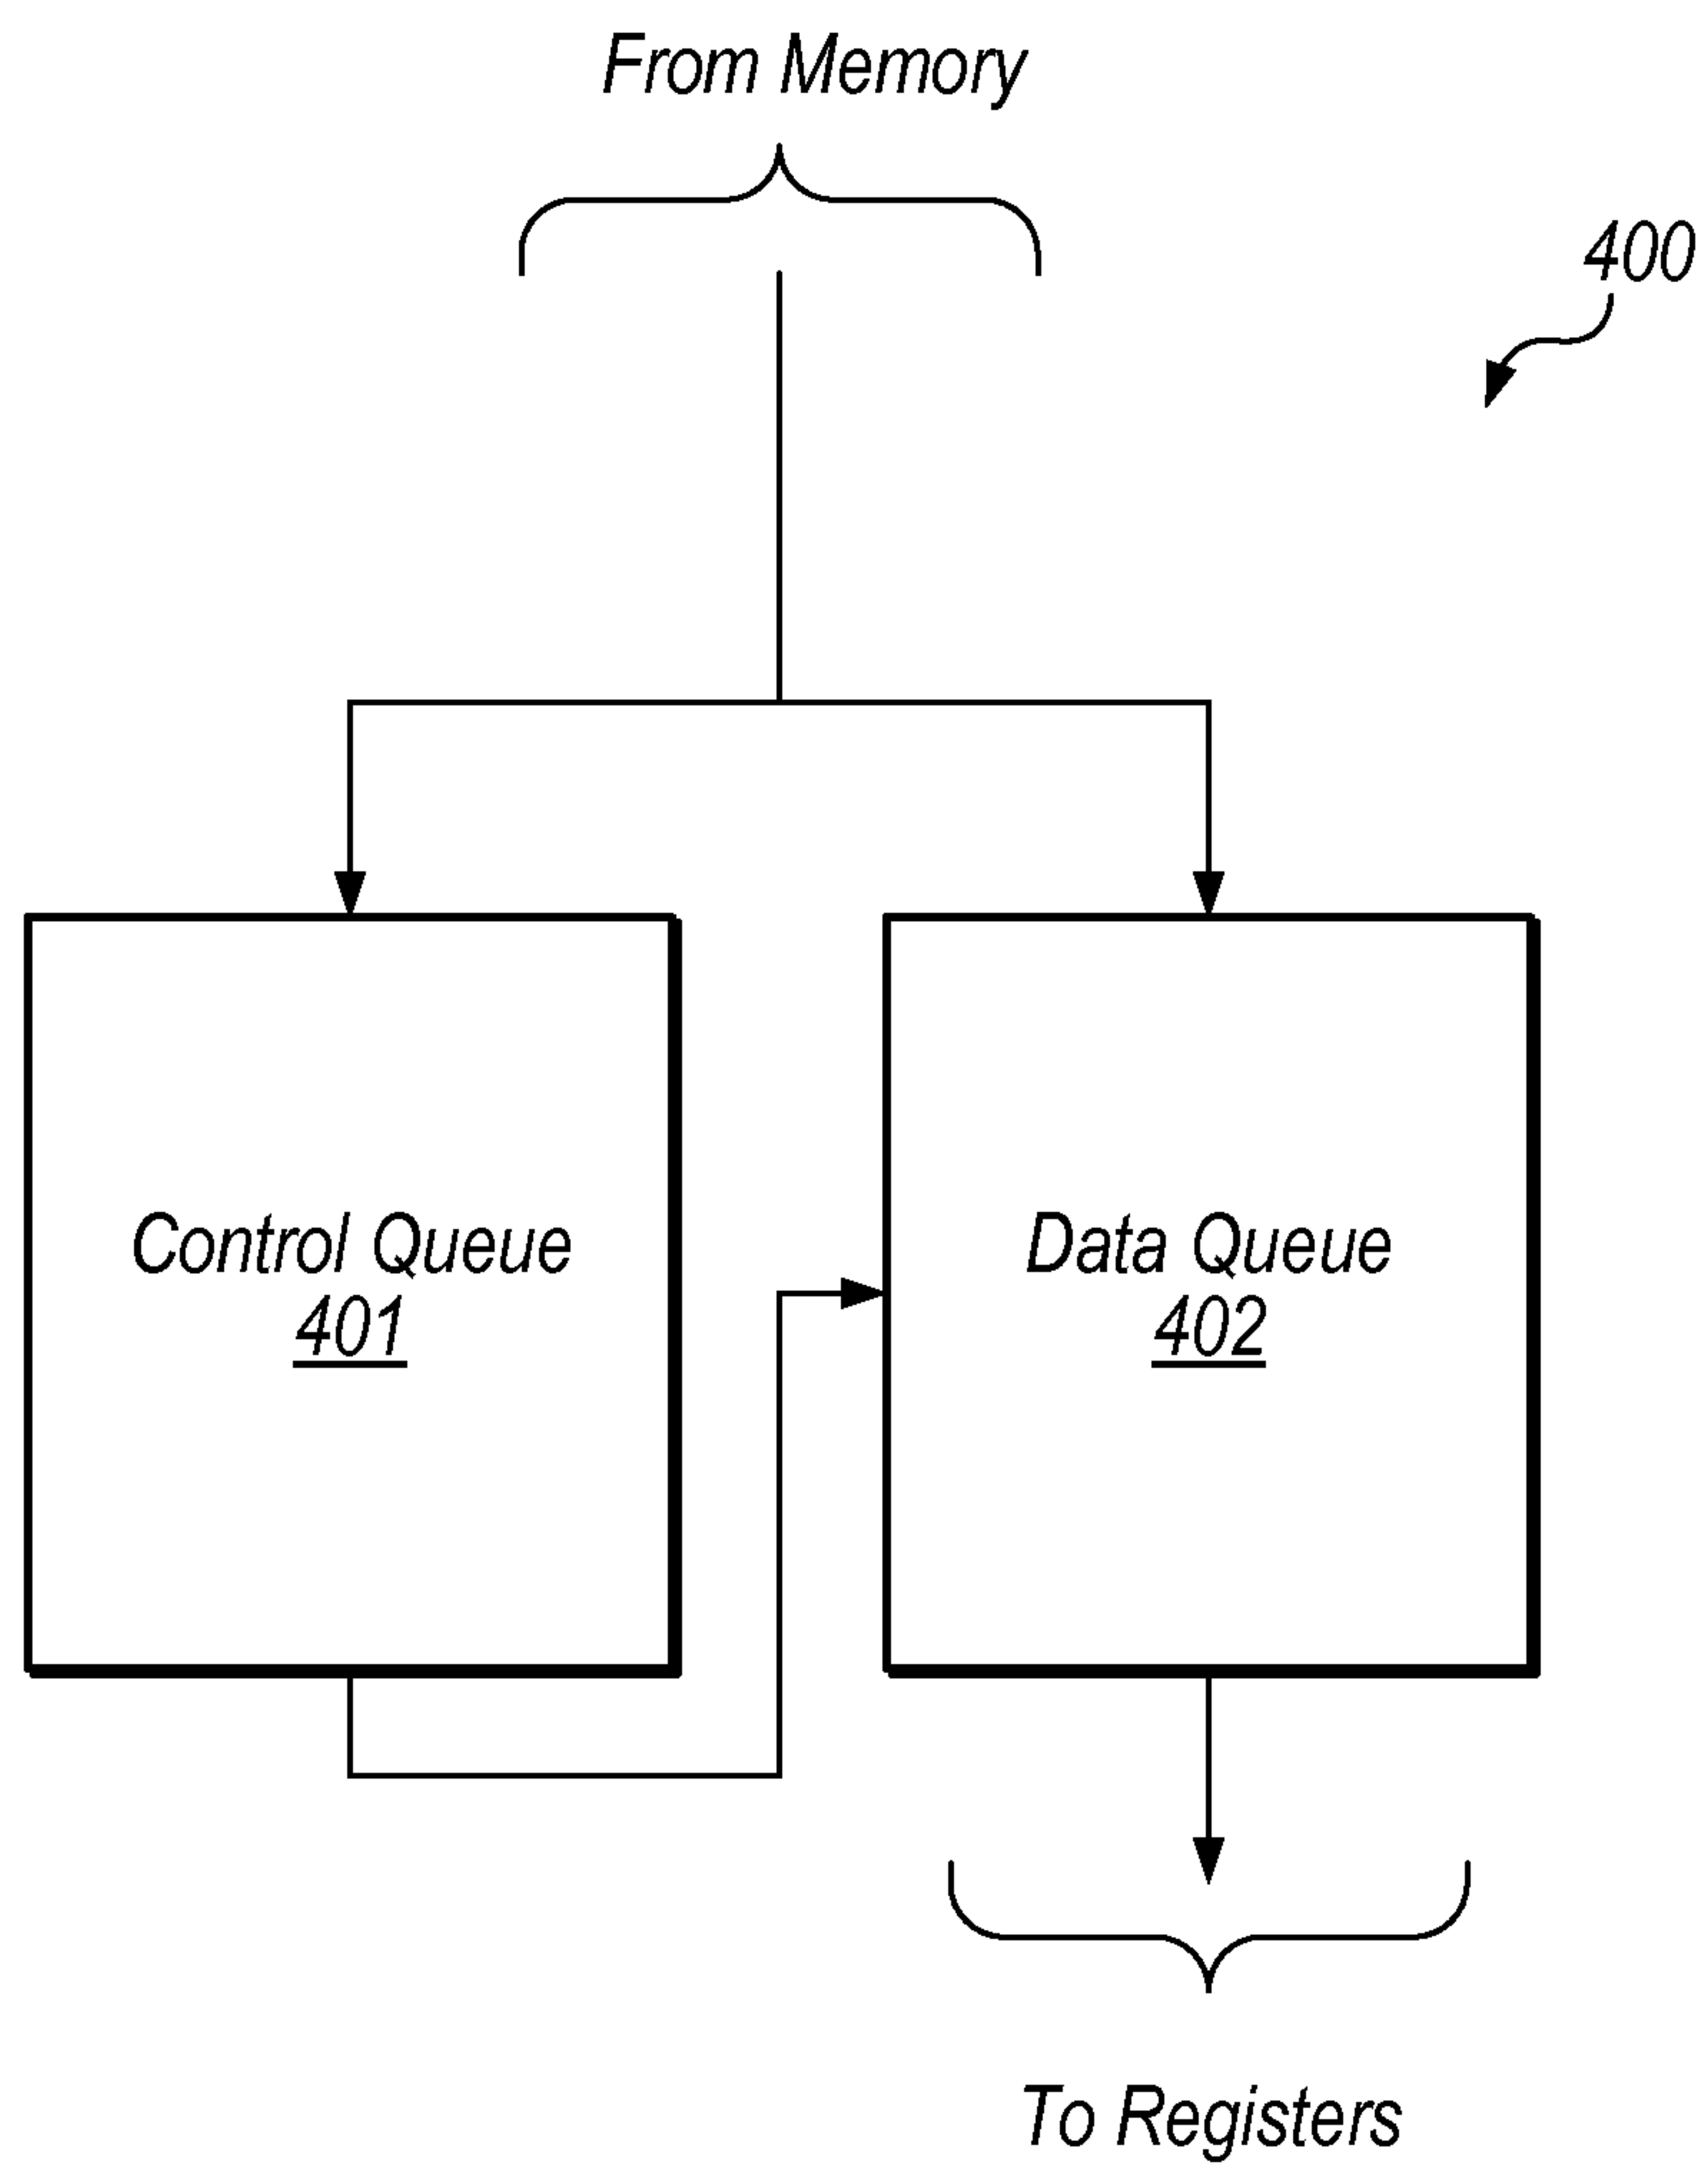 From Memory
400
Control Queue
401
Data Queue
402
To Registers